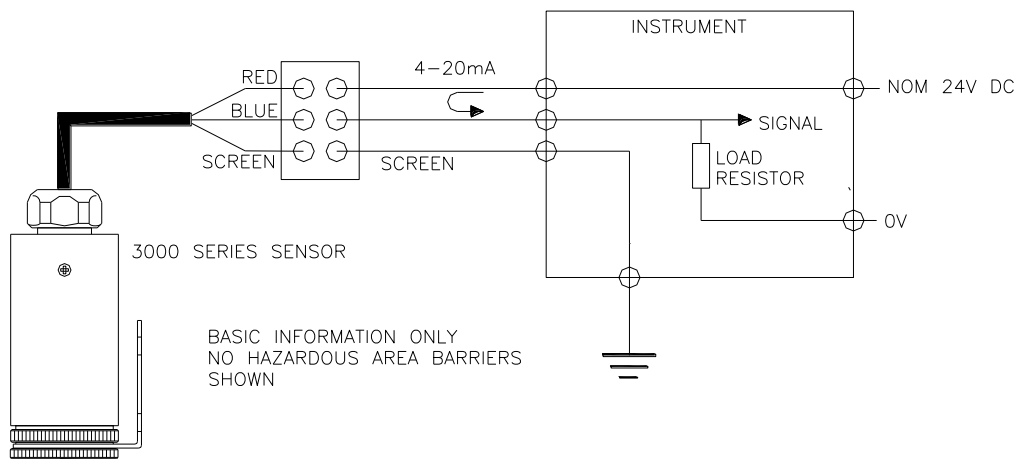 INSTRUMENT
4-20mA
RED
NOM 24V DC
BLUE
SIGNAL
SCREEN
SCREEN
LOAD
RESISTOR
0V
3000 SERIES SENSOR
BASIC INFORMATION ONLY
NO HAZARDOUS AREA BARRIERS
SHOWN